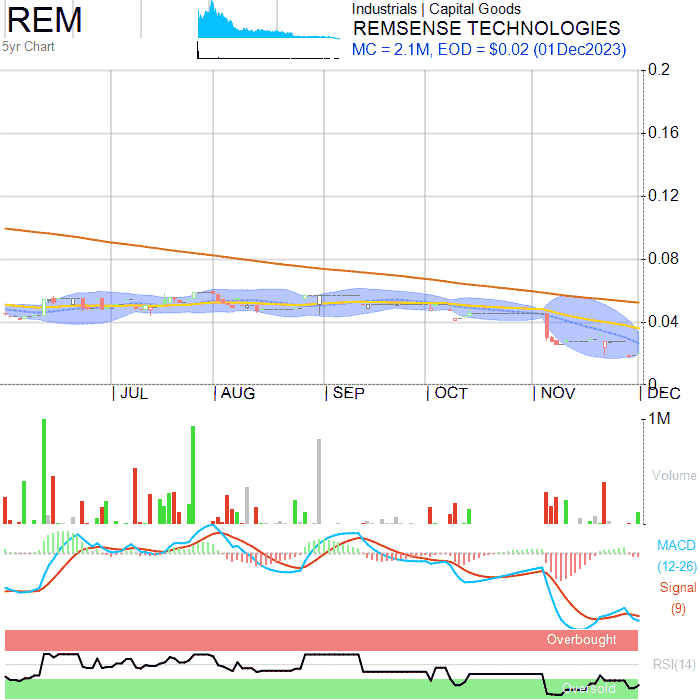 REM
5yr Chart
Industrials | Capital Goods
REMSENSE TECHNOLOGIES
MC = 2.1M, EOD = $0.02 (01Dec2023)
0.2
0.16
0.12
0.08
0.04
0
JUL AUG SEP OCT NOV DEC
1M
Volume
MACD
(12-26)
Signal
(9)
Overbought
RSI(14)
Oversold